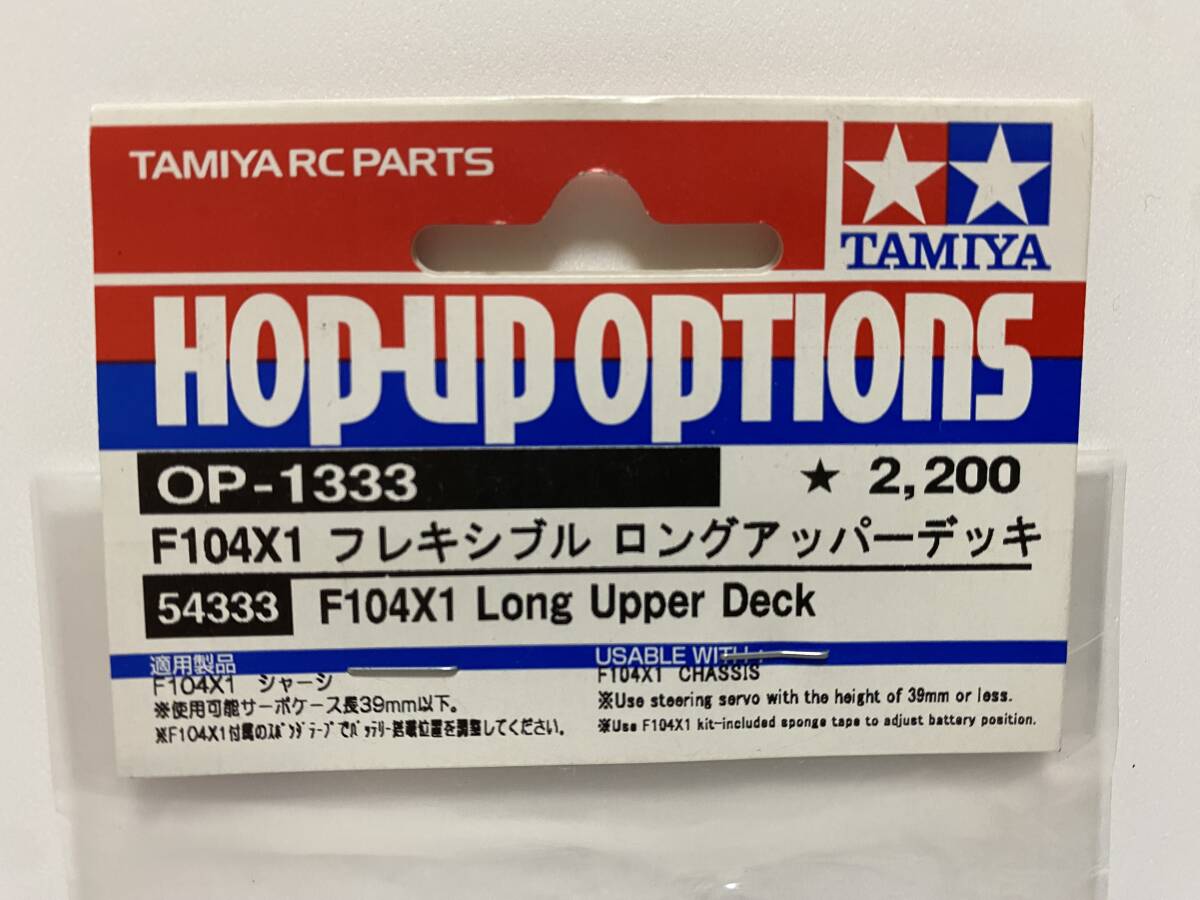 TAMIYA RC PARTS
TAMIYA
HOP-UP OPTIONS
OP-1333
★ 2,200
F104X1 フレキシブル ロングアッパーデッキ
54333 F104X1 Long Upper Deck
適用製品
F104X1 シャーシ
※使用可能サーボケース長39mm以下。
※F104X1付属のｽﾎﾟﾝｼﾞﾃｰﾌﾟでﾊﾞｯﾃﾘｰ搭載位置を調整してください。
USABLE WITH :
F104X1 CHASSIS
※Use steering servo with the height of 39mm or less.
※Use F104X1 kit-included sponge tape to adjust battary position.